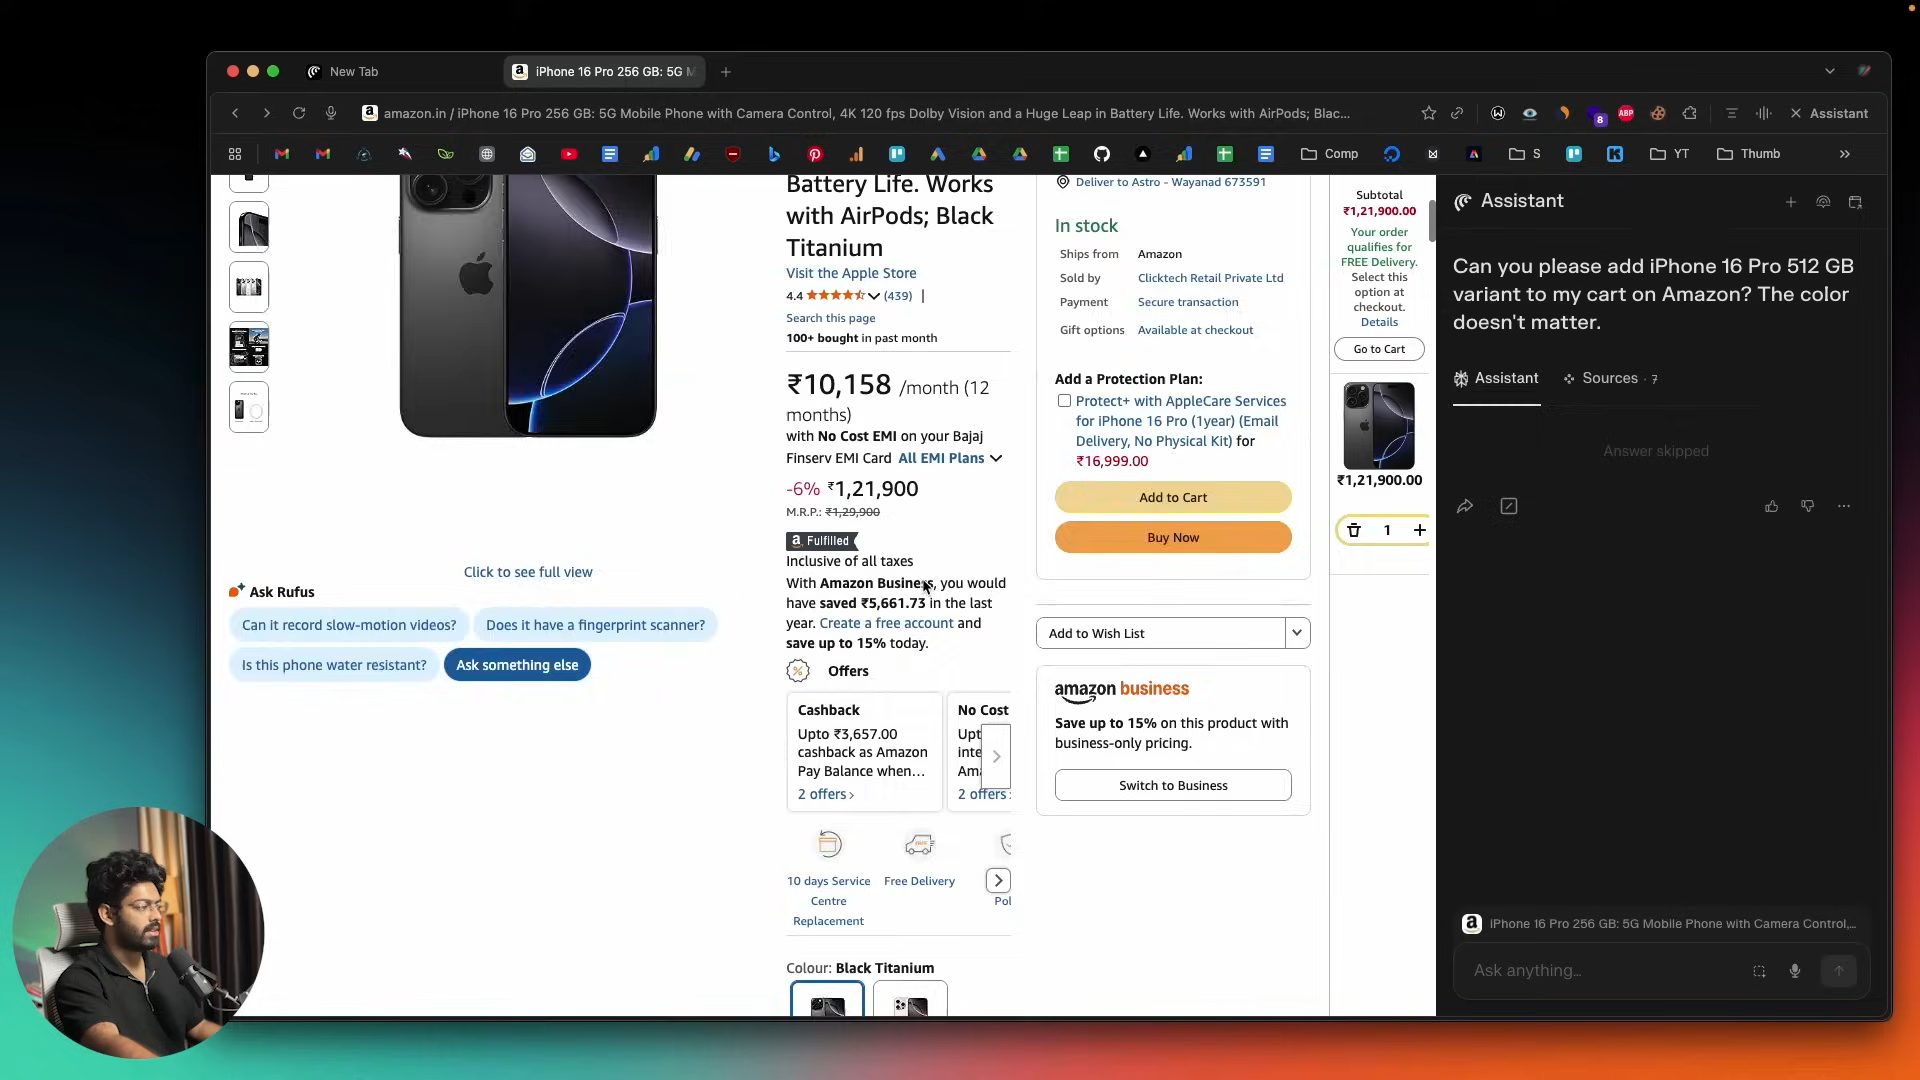 New Tab
iPhone 16 Pro 256 GB: 5G M
amazon.in / iPhone 16 Pro 256 GB: 5G Mobile Phone with Camera Control, 4K 120 fps Dolby Vision and a Huge Leap in Battery Life. Works with AirPods; Blac...
8
ABP
Assistant
Comp
S
YT
Thumb
Battery Life. Works
with AirPods; Black
Titanium
Visit the Apple Store
4.4
(439)
Search this page
100+ bought in past month
₹10,158 /month (12
months)
with No Cost EMI on your Bajaj
Finserv EMI Card All EMI Plans
-6% ₹1,21,900
M.R.P.: ₹1,29,900
a Fulfilled
Inclusive of all taxes
With Amazon Business, you would
have saved ₹5,661.73 in the last
year. Create a free account and
save up to 15% today.
Offers
Cashback
Upto ₹3,657.00
cashback as Amazon
Pay Balance when...
2 offers
No Cost
Upt
inte
Ama
2 offers
10 days Service
Centre
Replacement
Free Delivery
Pol
Colour: Black Titanium
Click to see full view
Ask Rufus
Can it record slow-motion videos?
Does it have a fingerprint scanner?
Is this phone water resistant?
Ask something else
Deliver to Astro - Wayanad 673591
In stock
Ships from Amazon
Sold by Clicktech Retail Private Ltd
Payment Secure transaction
Gift options Available at checkout
Add a Protection Plan:
Protect+ with AppleCare Services
for iPhone 16 Pro (1year) (Email
Delivery, No Physical Kit) for
₹16,999.00
Add to Cart
Buy Now
Add to Wish List
amazon business
Save up to 15% on this product with
business-only pricing.
Switch to Business
Subtotal
₹1,21,900.00
Your order
qualifies for
FREE Delivery.
Select this
option at
checkout.
Details
Go to Cart
₹1,21,900.00
1
Assistant
Can you please add iPhone 16 Pro 512 GB
variant to my cart on Amazon? The color
doesn't matter.
Assistant
Sources · 7
Answer skipped
iPhone 16 Pro 256 GB: 5G Mobile Phone with Camera Control,...
Ask anything...